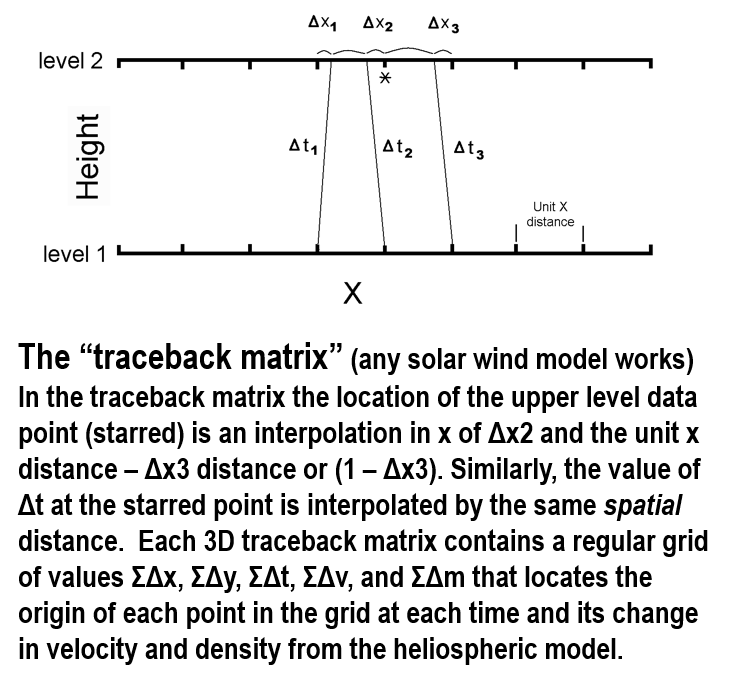 Δx₁ Δx₂ Δx₃
level 2
*
Height
Δt₁ Δt₂ Δt₃
Unit X
distance
level 1
X
The “traceback matrix” (any solar wind model works)
In the traceback matrix the location of the upper level data
point (starred) is an interpolation in x of Δx2 and the unit x
distance – Δx3 distance or (1 – Δx3). Similarly, the value of
Δt at the starred point is interpolated by the same spatial
distance.  Each 3D traceback matrix contains a regular grid
of values ΣΔx, ΣΔy, ΣΔt, ΣΔv, and ΣΔm that locates the
origin of each point in the grid at each time and its change
in velocity and density from the heliospheric model.